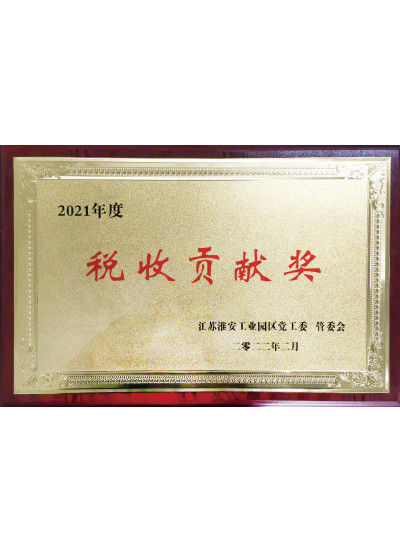 2021年度
税收贡献奖
江苏淮安工业园区党工委 管委会
二零二二年二月